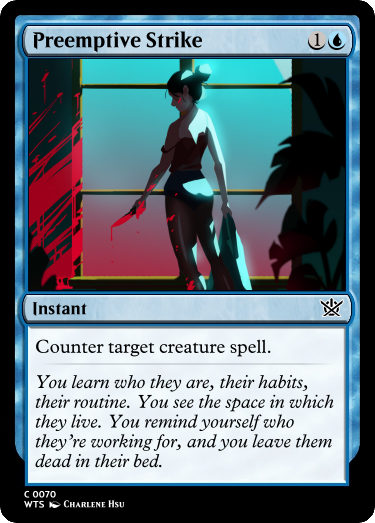 Preemptive Strike 1
Instant
Counter target creature spell.
You learn who they are, their habits,
their routine. You see the space in which
they live. You remind yourself who
they're working for, and you leave them
dead in their bed.
C 0070
WTS Charlene Hsu